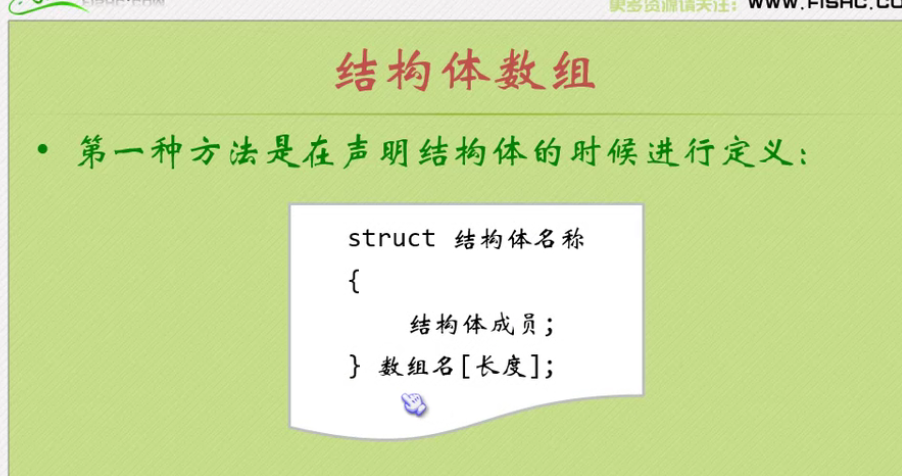 更多资源请关注：WWW.FISHC.CO
结构体数组
• 第一种方法是在声明结构体的时候进行定义：
struct 结构体名称
{
结构体成员;
} 数组名[长度];